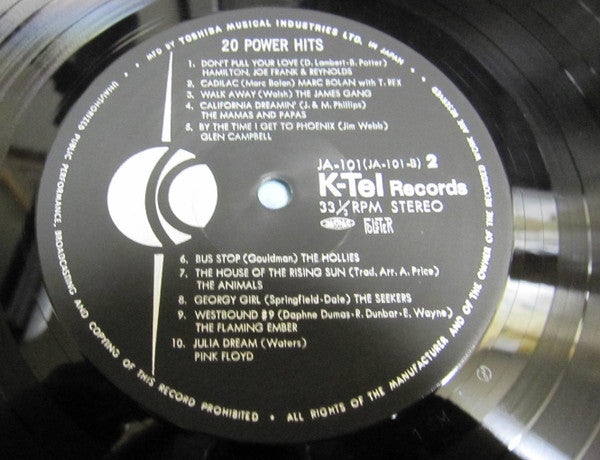 MFD BY TOSHIBA MUSICAL INDUSTRIES LTD. IN JAPAN •
ALL RIGHTS OF THE MANUFACTURER AND OF THE OWNER OF THE RECORDED WORK ARE RESERVED
UNAUTHORIZED PUBLIC PERFORMANCE, BROADCASTING AND COPYING OF THIS RECORD PROHIBITED •
20 POWER HITS
1. DON'T PULL YOUR LOVE (D. Lambert-B. Potter)
HAMILTON, JOE FRANK & REYNOLDS
2. CADILAC (Marc Bolan) MARC BOLAN with T. REX
3. WALK AWAY (Walsh) THE JAMES GANG
4. CALIFORNIA DREAMIN' (J. & M. Phillips)
THE MAMAS AND PAPAS
5. BY THE TIME I GET TO PHOENIX (Jim Webb)
GLEN CAMPBELL
JA-101(JA-101-B) 2
K-Tel Records
33⅓ RPM STEREO
6. BUS STOP (Gouldman) THE HOLLIES
7. THE HOUSE OF THE RISING SUN (Trad. Arr. A. Price)
THE ANIMALS
8. GEORGY GIRL (Springfield-Dale) THE SEEKERS
9. WESTBOUND #9 (Daphne Dumas-R. Dunbar-E. Wayne)
THE FLAMING EMBER
10. JULIA DREAM (Waters)
PINK FLOYD